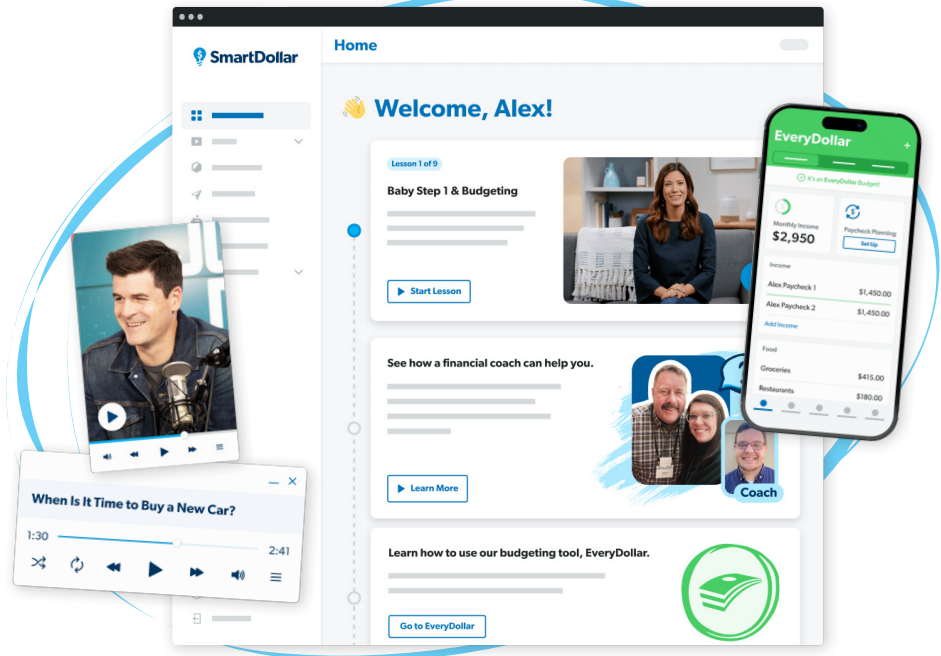 SmartDollar
Home
Welcome, Alex!
Lesson 1 of 9
Baby Step 1 & Budgeting
Start Lesson
See how a financial coach can help you.
Learn More
Coach
Learn how to use our budgeting tool, EveryDollar.
Go to EveryDollar
When Is It Time to Buy a New Car?
1:30
2:41
EveryDollar
It's an EveryDollar Budget!
Monthly Income
$2,950
Paycheck Planning
Set Up
Income
Alex Paycheck 1 $1,450.00
Alex Paycheck 2 $1,450.00
Add Income
Food
Groceries $415.00
Restaurants $180.00